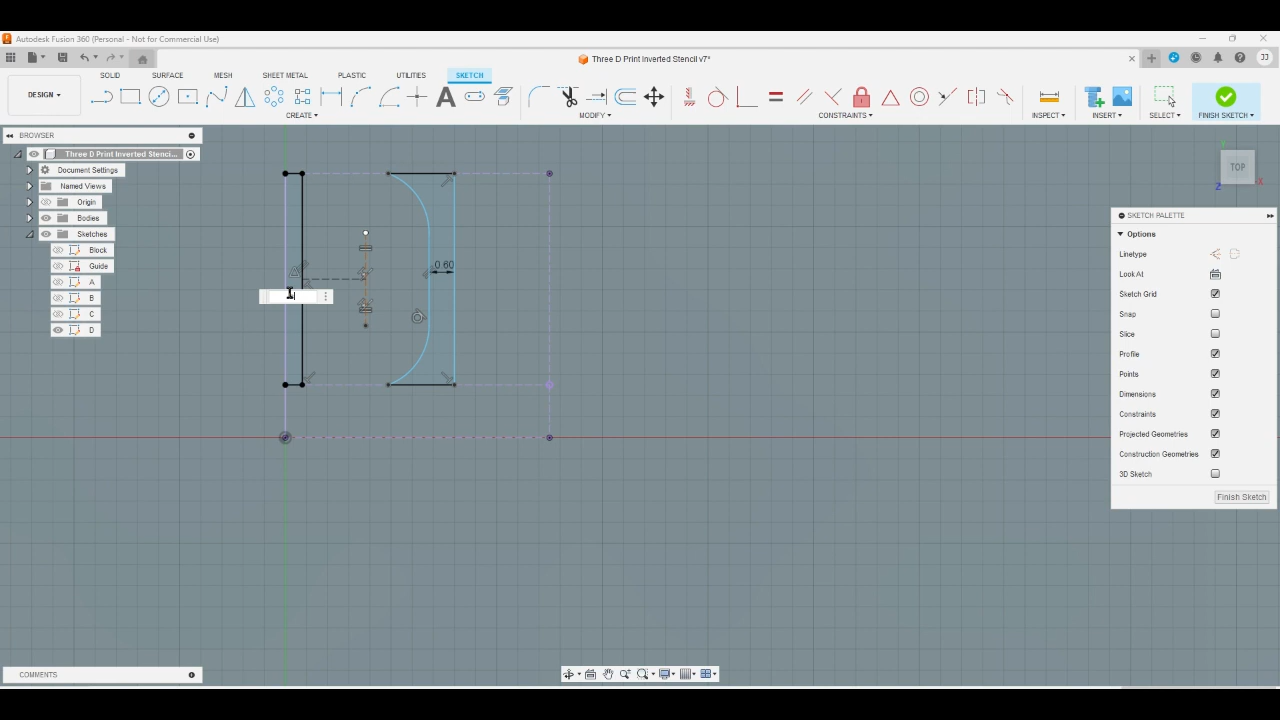 Autodesk Fusion 360 (Personal - Not for Commercial Use)
Three D Print Inverted Stencil v7*
JJ
SOLID SURFACE MESH SHEET METAL PLASTIC UTILITIES SKETCH
DESIGN
CREATE MODIFY CONSTRAINTS INSPECT INSERT SELECT FINISH SKETCH
BROWSER
Three D Print Inverted Stenci...
Document Settings
Named Views
Origin
Bodies
Sketches
Block
Guide
A
B
C
D
0.60
Y
TOP
X
Z
SKETCH PALETTE
Options
Linetype
Look At
Sketch Grid
Snap
Slice
Profile
Points
Dimensions
Constraints
Projected Geometries
Construction Geometries
3D Sketch
Finish Sketch
COMMENTS